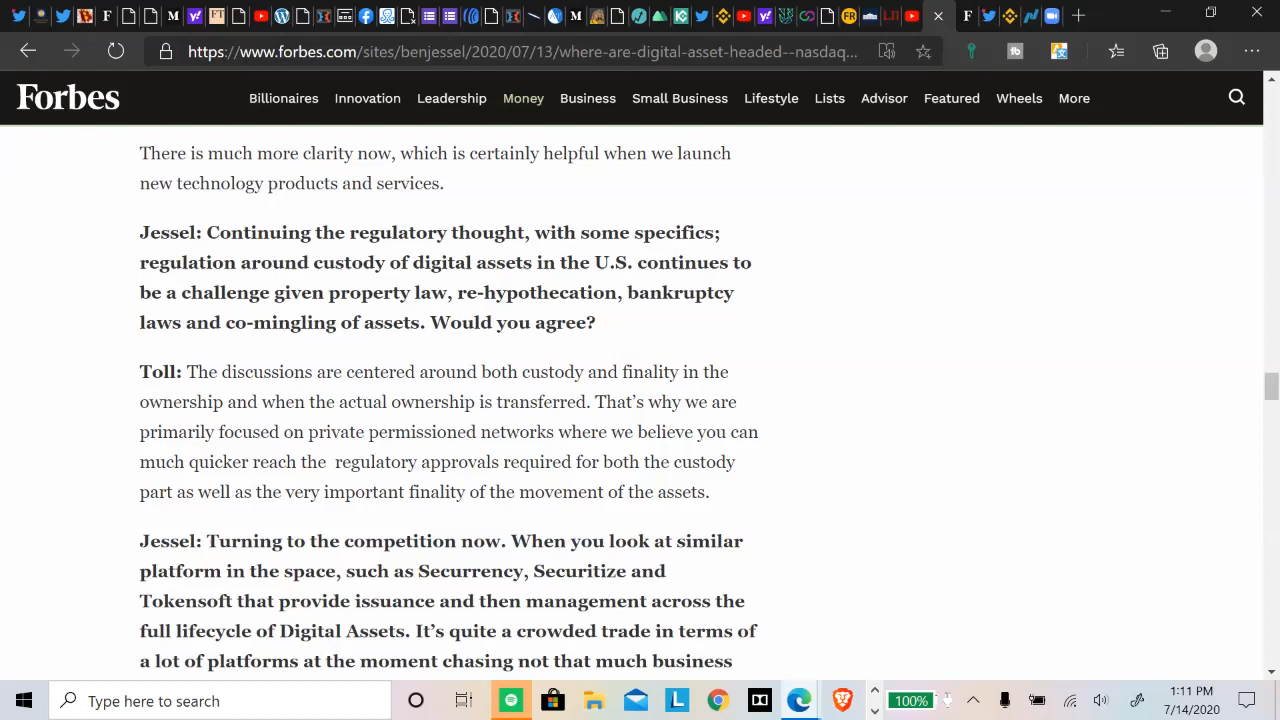 https://www.forbes.com/sites/benjessel/2020/07/13/where-are-digital-asset-headed--nasdaq...
Forbes
Billionaires Innovation Leadership Money Business Small Business Lifestyle Lists Advisor Featured Wheels More
There is much more clarity now, which is certainly helpful when we launch
new technology products and services.
Jessel: Continuing the regulatory thought, with some specifics;
regulation around custody of digital assets in the U.S. continues to
be a challenge given property law, re-hypothecation, bankruptcy
laws and co-mingling of assets. Would you agree?
Toll: The discussions are centered around both custody and finality in the
ownership and when the actual ownership is transferred. That’s why we are
primarily focused on private permissioned networks where we believe you can
much quicker reach the regulatory approvals required for both the custody
part as well as the very important finality of the movement of the assets.
Jessel: Turning to the competition now. When you look at similar
platform in the space, such as Securrency, Securitize and
Tokensoft that provide issuance and then management across the
full lifecycle of Digital Assets. It’s quite a crowded trade in terms of
a lot of platforms at the moment chasing not that much business
Type here to search
100%
1:11 PM
7/14/2020